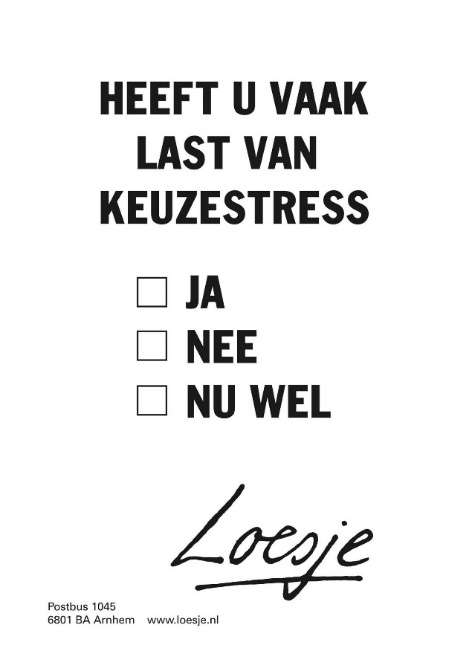 HEEFT U VAAK
LAST VAN
KEUZESTRESS
JA
NEE
NU WEL
Loesje
Postbus 1045
6801 BA Arnhem www.loesje.nl